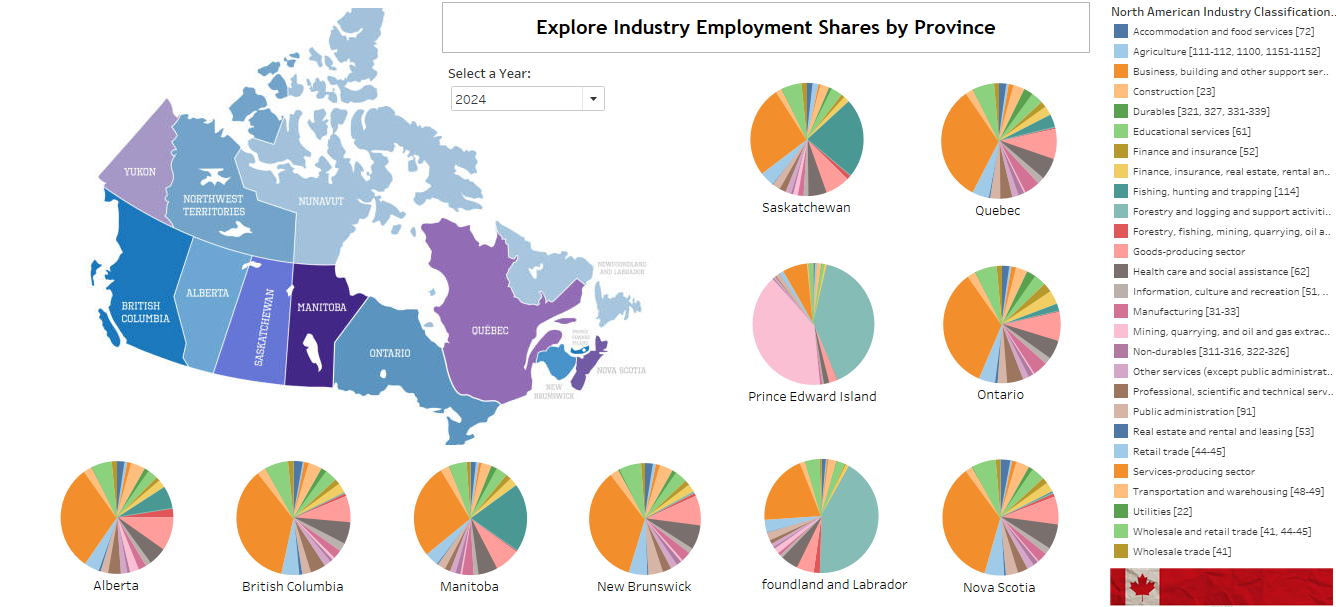 Explore Industry Employment Shares by Province
Select a Year:
2024
YUKON
NORTHWEST
TERRITORIES
NUNAVUT
BRITISH
COLUMBIA
ALBERTA
SASKATCHEWAN
MANITOBA
ONTARIO
QUÉBEC
NEWFOUNDLAND
AND LABRADOR
PRINCE
EDWARD
ISLAND
NOVA SCOTIA
NEW
BRUNSWICK
Saskatchewan
Quebec
Prince Edward Island
Ontario
Alberta
British Columbia
Manitoba
New Brunswick
foundland and Labrador
Nova Scotia
North American Industry Classification..
Accommodation and food services [72]
Agriculture [111-112, 1100, 1151-1152]
Business, building and other support ser..
Construction [23]
Durables [321, 327, 331-339]
Educational services [61]
Finance and insurance [52]
Finance, insurance, real estate, rental an..
Fishing, hunting and trapping [114]
Forestry and logging and support activiti..
Forestry, fishing, mining, quarrying, oil a..
Goods-producing sector
Health care and social assistance [62]
Information, culture and recreation [51, ..
Manufacturing [31-33]
Mining, quarrying, and oil and gas extrac..
Non-durables [311-316, 322-326]
Other services (except public administrat..
Professional, scientific and technical serv..
Public administration [91]
Real estate and rental and leasing [53]
Retail trade [44-45]
Services-producing sector
Transportation and warehousing [48-49]
Utilities [22]
Wholesale and retail trade [41, 44-45]
Wholesale trade [41]